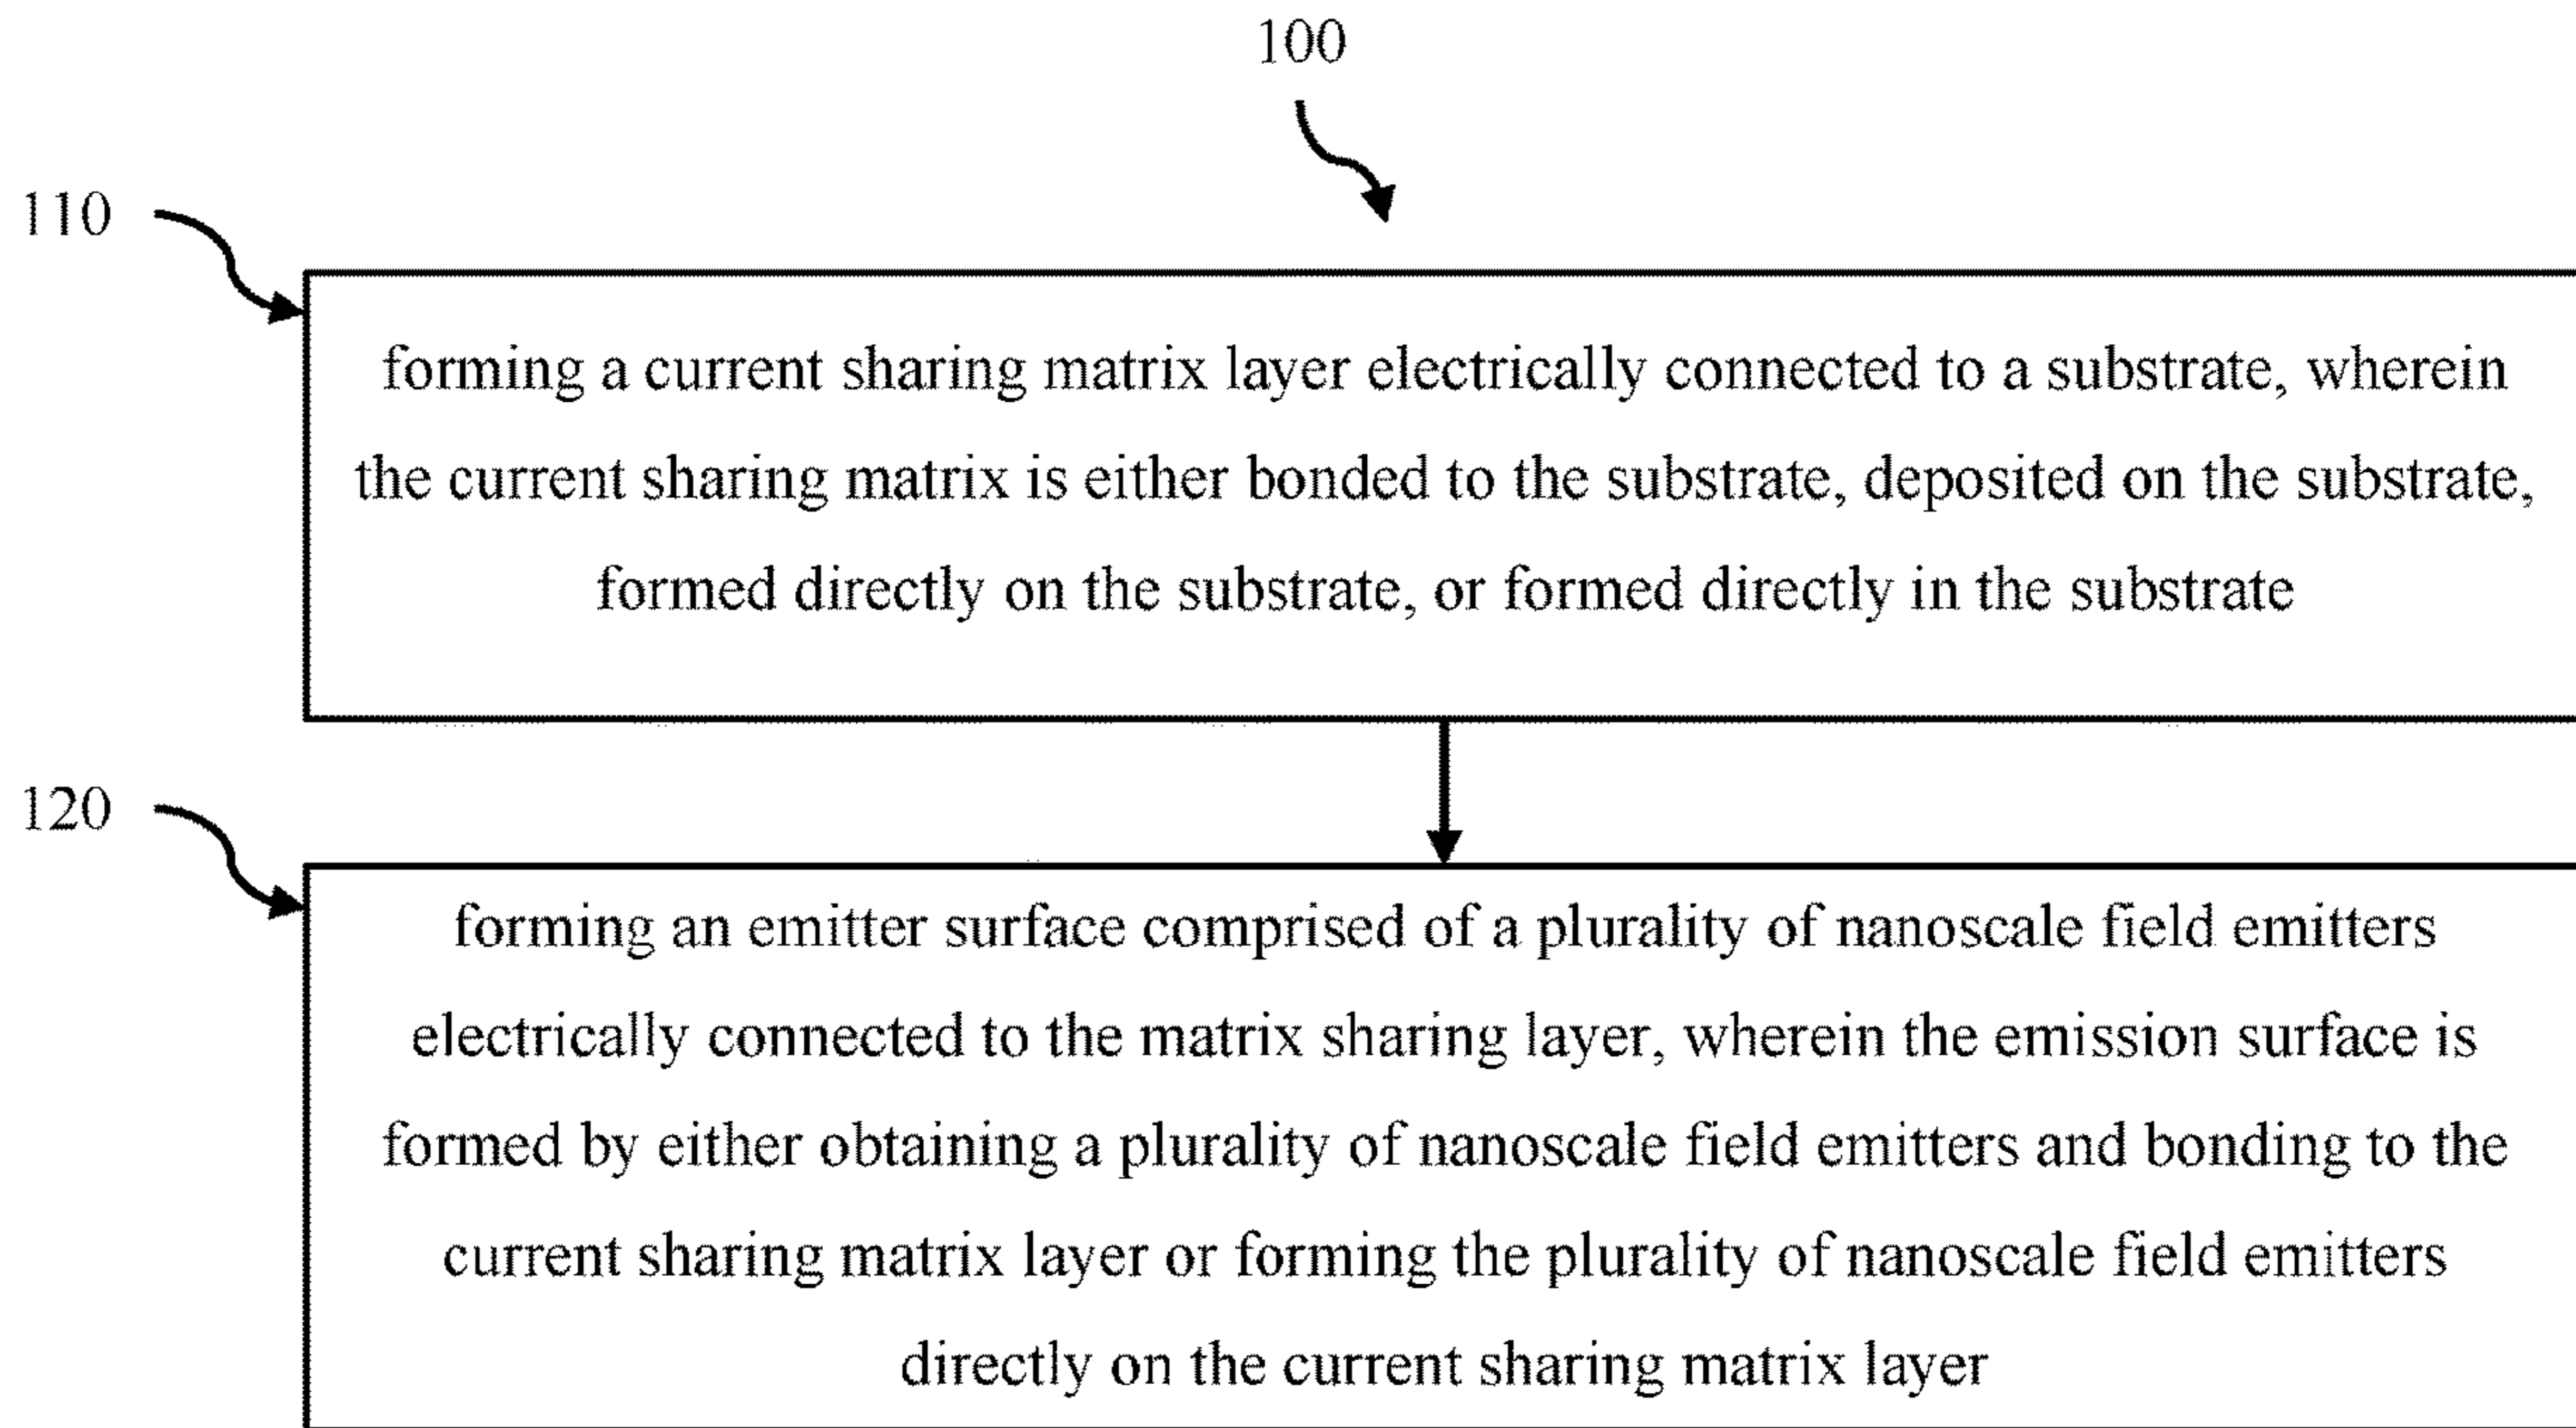 100
110
forming a current sharing matrix layer electrically connected to a substrate, wherein
the current sharing matrix is either bonded to the substrate, deposited on the substrate,
formed directly on the substrate, or formed directly in the substrate
120
forming an emitter surface comprised of a plurality of nanoscale field emitters
electrically connected to the matrix sharing layer, wherein the emission surface is
formed by either obtaining a plurality of nanoscale field emitters and bonding to the
current sharing matrix layer or forming the plurality of nanoscale field emitters
directly on the current sharing matrix layer